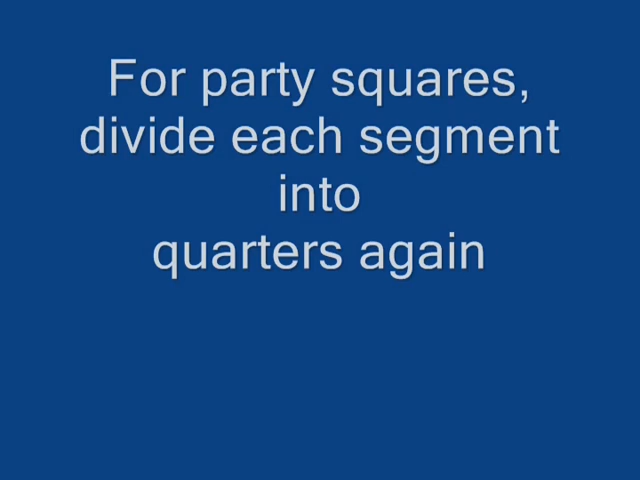 For party squares,
divide each segment
into
quarters again